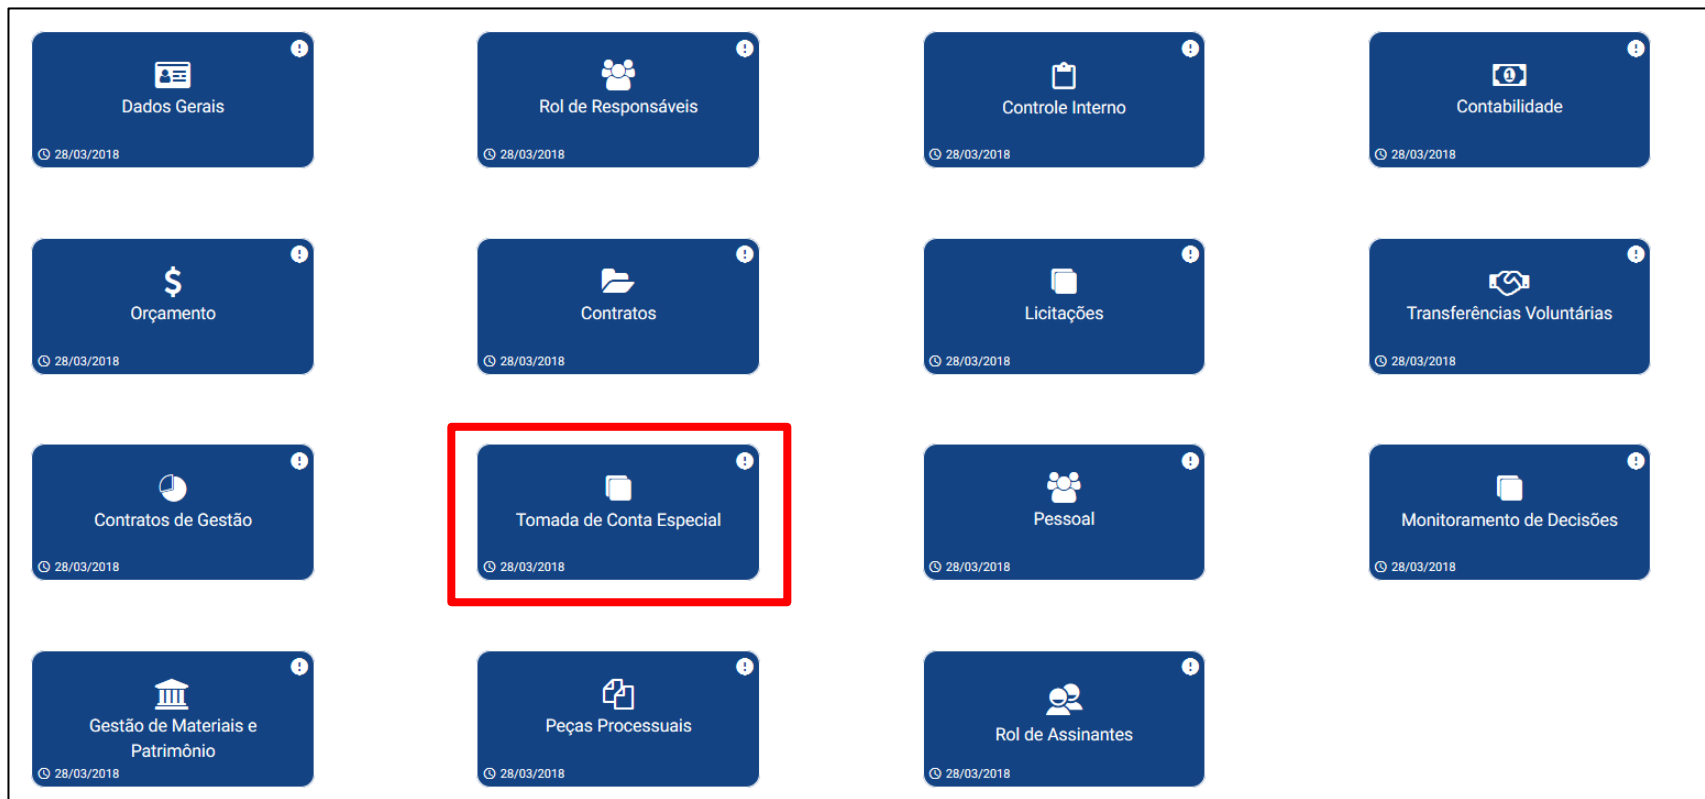 Dados Gerais
28/03/2018
Rol de Responsáveis
28/03/2018
Controle Interno
28/03/2018
Contabilidade
28/03/2018
Orçamento
28/03/2018
Contratos
28/03/2018
Licitações
28/03/2018
Transferências Voluntárias
28/03/2018
Contratos de Gestão
28/03/2018
Tomada de Conta Especial
28/03/2018
Pessoal
28/03/2018
Monitoramento de Decisões
28/03/2018
Gestão de Materiais e
Patrimônio
28/03/2018
Peças Processuais
28/03/2018
Rol de Assinantes
28/03/2018